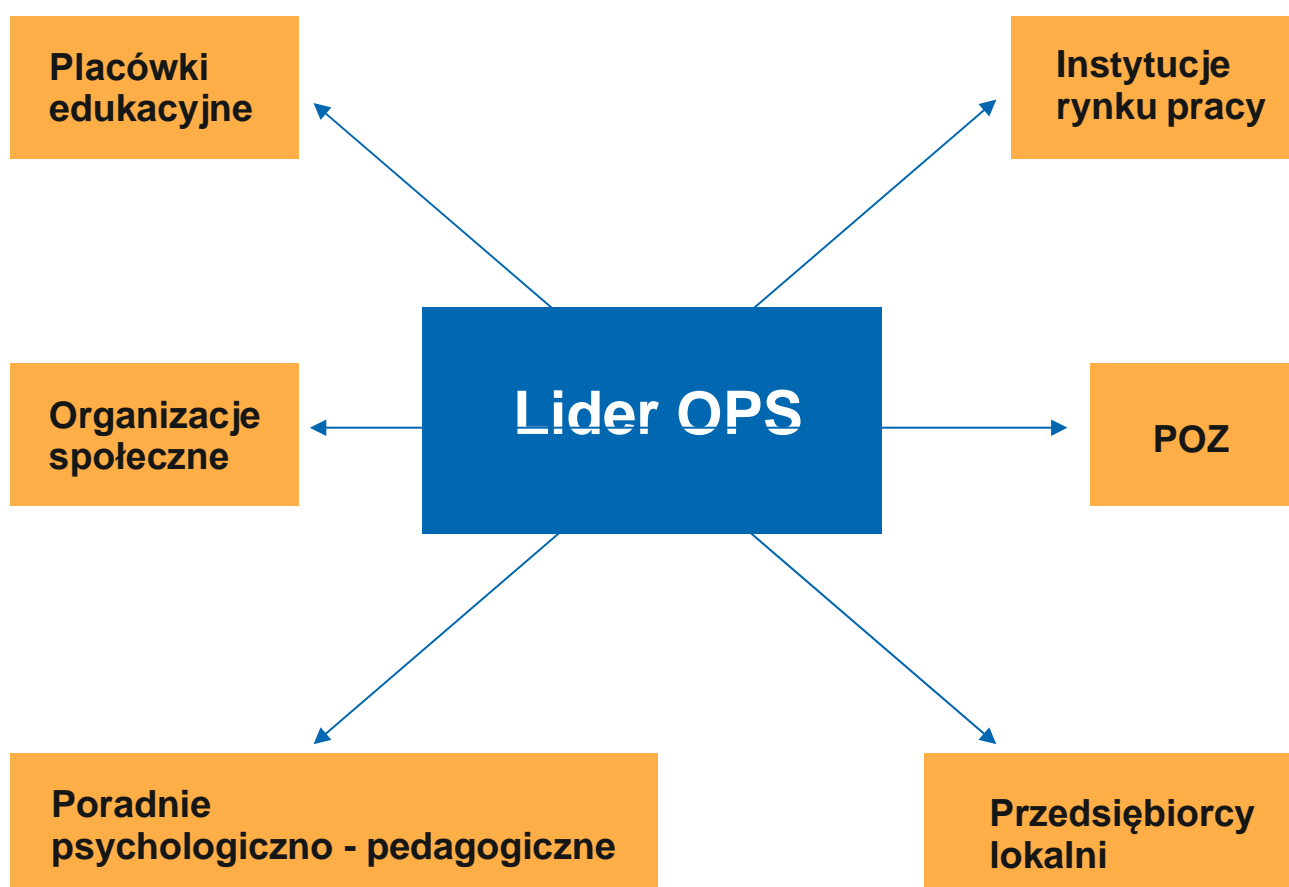 Placówki
edukacyjne
Instytucje
rynku pracy
Lider OPS
Organizacje
społeczne
POZ
Poradnie
psychologiczno - pedagogiczne
Przedsiębiorcy
lokalni